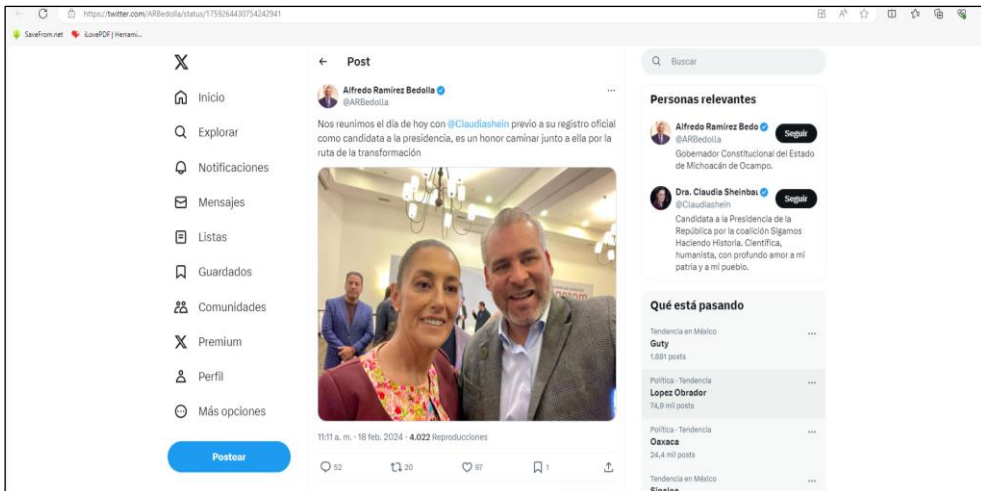 https://twitter.com/ARBedolla/status/1759264430754242941
SaveFrom.net
iLovePDF | Herrami...
Inicio
Explorar
Notificaciones
Mensajes
Listas
Guardados
Comunidades
Premium
Perfil
Más opciones
Postear
Post
Alfredo Ramírez Bedolla
@ARBedolla
Nos reunimos el día de hoy con @Claudiashein previo a su registro oficial
como candidata a la presidencia, es un honor caminar junto a ella por la
ruta de la transformación
11:11 a. m. · 18 feb. 2024 · 4.022 Reproducciones
52
20
97
1
Buscar
Personas relevantes
Alfredo Ramírez Bedo
Seguir
@ARBedolla
Gobernador Constitucional del Estado
de Michoacán de Ocampo.
Dra. Claudia Sheinbau
Seguir
@Claudiashein
Candidata a la Presidencia de la
República por la coalición Sigamos
Haciendo Historia. Científica,
humanista, con profundo amor a mi
patria y a mi pueblo.
Qué está pasando
Tendencia en México
Guty
1.881 posts
Política · Tendencia
Lopez Obrador
74,9 mil posts
Política · Tendencia
Oaxaca
24,4 mil posts
Tendencia en México
Sinaloa